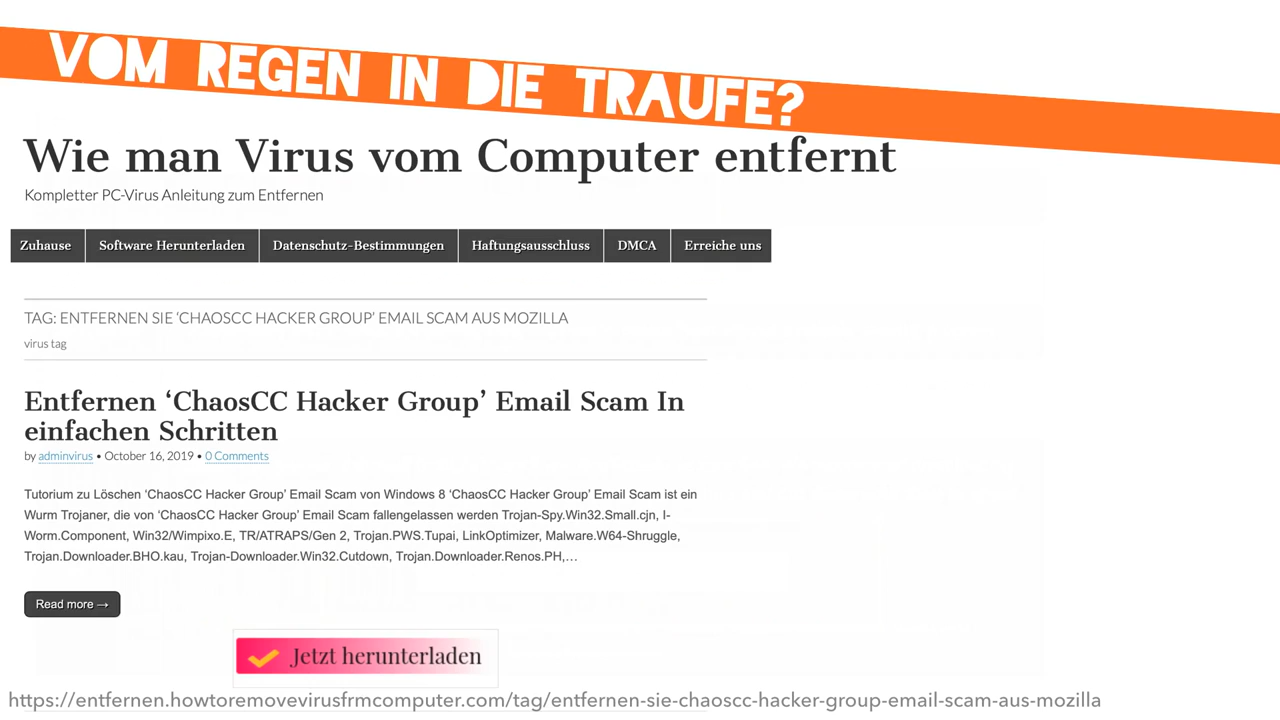 VOM REGEN IN DIE TRAUFE?
Wie man Virus vom Computer entfernt
Kompletter PC-Virus Anleitung zum Entfernen
Zuhause Software Herunterladen Datenschutz-Bestimmungen Haftungsausschluss DMCA Erreiche uns
TAG: ENTFERNEN SIE ‘CHAOSCC HACKER GROUP’ EMAIL SCAM AUS MOZILLA
virus tag
Entfernen ‘ChaosCC Hacker Group’ Email Scam In
einfachen Schritten
by adminvirus • October 16, 2019 • 0 Comments
Tutorium zu Löschen ‘ChaosCC Hacker Group’ Email Scam von Windows 8 ‘ChaosCC Hacker Group’ Email Scam ist ein
Wurm Trojaner, die von ‘ChaosCC Hacker Group’ Email Scam fallengelassen werden Trojan-Spy.Win32.Small.cjn, I-
Worm.Component, Win32/Wimpixo.E, TR/ATRAPS/Gen 2, Trojan.PWS.Tupai, LinkOptimizer, Malware.W64-Shruggle,
Trojan.Downloader.BHO.kau, Trojan-Downloader.Win32.Cutdown, Trojan.Downloader.Renos.PH,…
Read more →
Jetzt herunterladen
https://entfernen.howtoremovevirusfrmcomputer.com/tag/entfernen-sie-chaoscc-hacker-group-email-scam-aus-mozilla